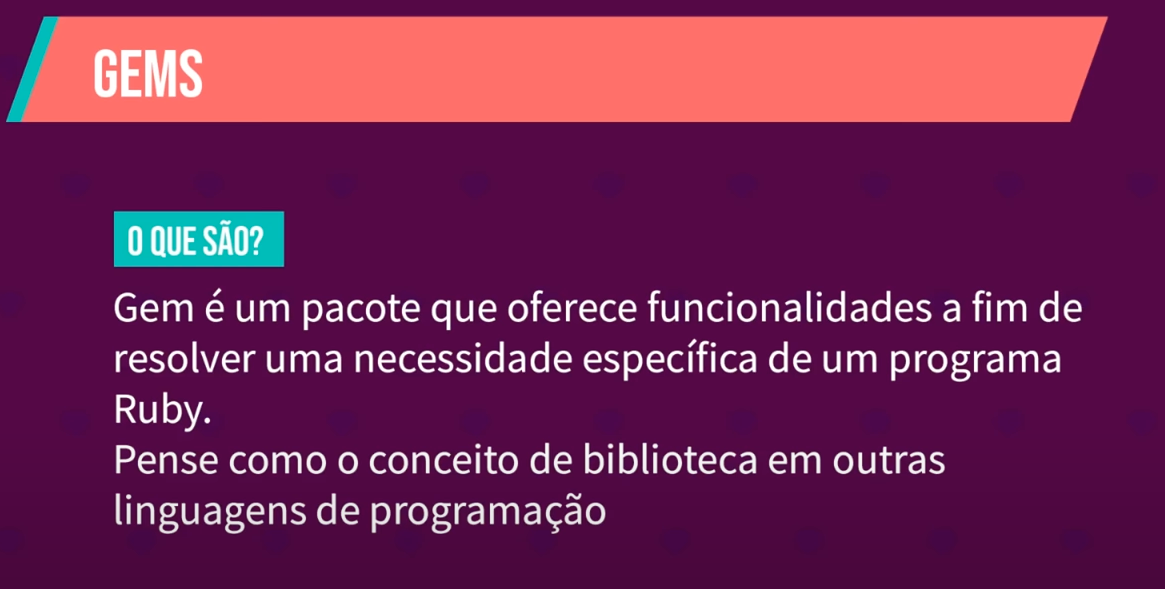 GEMS
O QUE SÃO?
Gem é um pacote que oferece funcionalidades a fim de
resolver uma necessidade específica de um programa
Ruby.
Pense como o conceito de biblioteca em outras
linguagens de programação